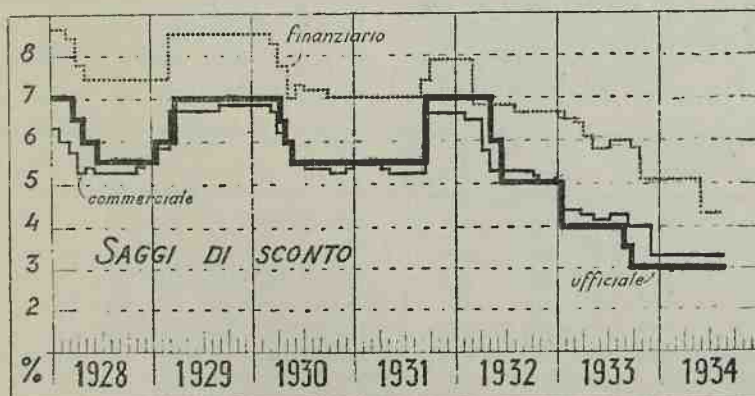 8
finanziario
7
6
5
commerciale
4
SAGGI DI SCONTO
3
ufficiale
2
% 1928 1929 1930 1931 1932 1933 1934